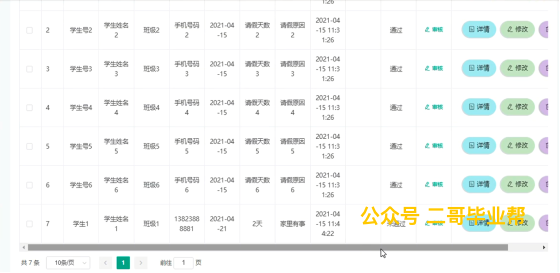 1:26
2 学生号2 学生姓名2 班级2 手机号码2 2021-04-15 请假天数2 请假原因2 2021-04-15 11:31:26 通过 审核 详情 修改
3 学生号3 学生姓名3 班级3 手机号码3 2021-04-15 请假天数3 请假原因3 2021-04-15 11:31:26 通过 审核 详情 修改
4 学生号4 学生姓名4 班级4 手机号码4 2021-04-15 请假天数4 请假原因4 2021-04-15 11:31:26 通过 审核 详情 修改
5 学生号5 学生姓名5 班级5 手机号码5 2021-04-15 请假天数5 请假原因5 2021-04-15 11:31:26 通过 审核 详情 修改
6 学生号6 学生姓名6 班级6 手机号码6 2021-04-15 请假天数6 请假原因6 2021-04-15 11:31:26 通过 审核 详情 修改
7 学生1 学生姓名1 班级1 13823888881 2021-04-21 2天 家里有事 2021-04-15 11:44:22 通过 审核 详情 修改
公众号 二哥毕业帮
共 7 条 10条/页 1 前往 1 页